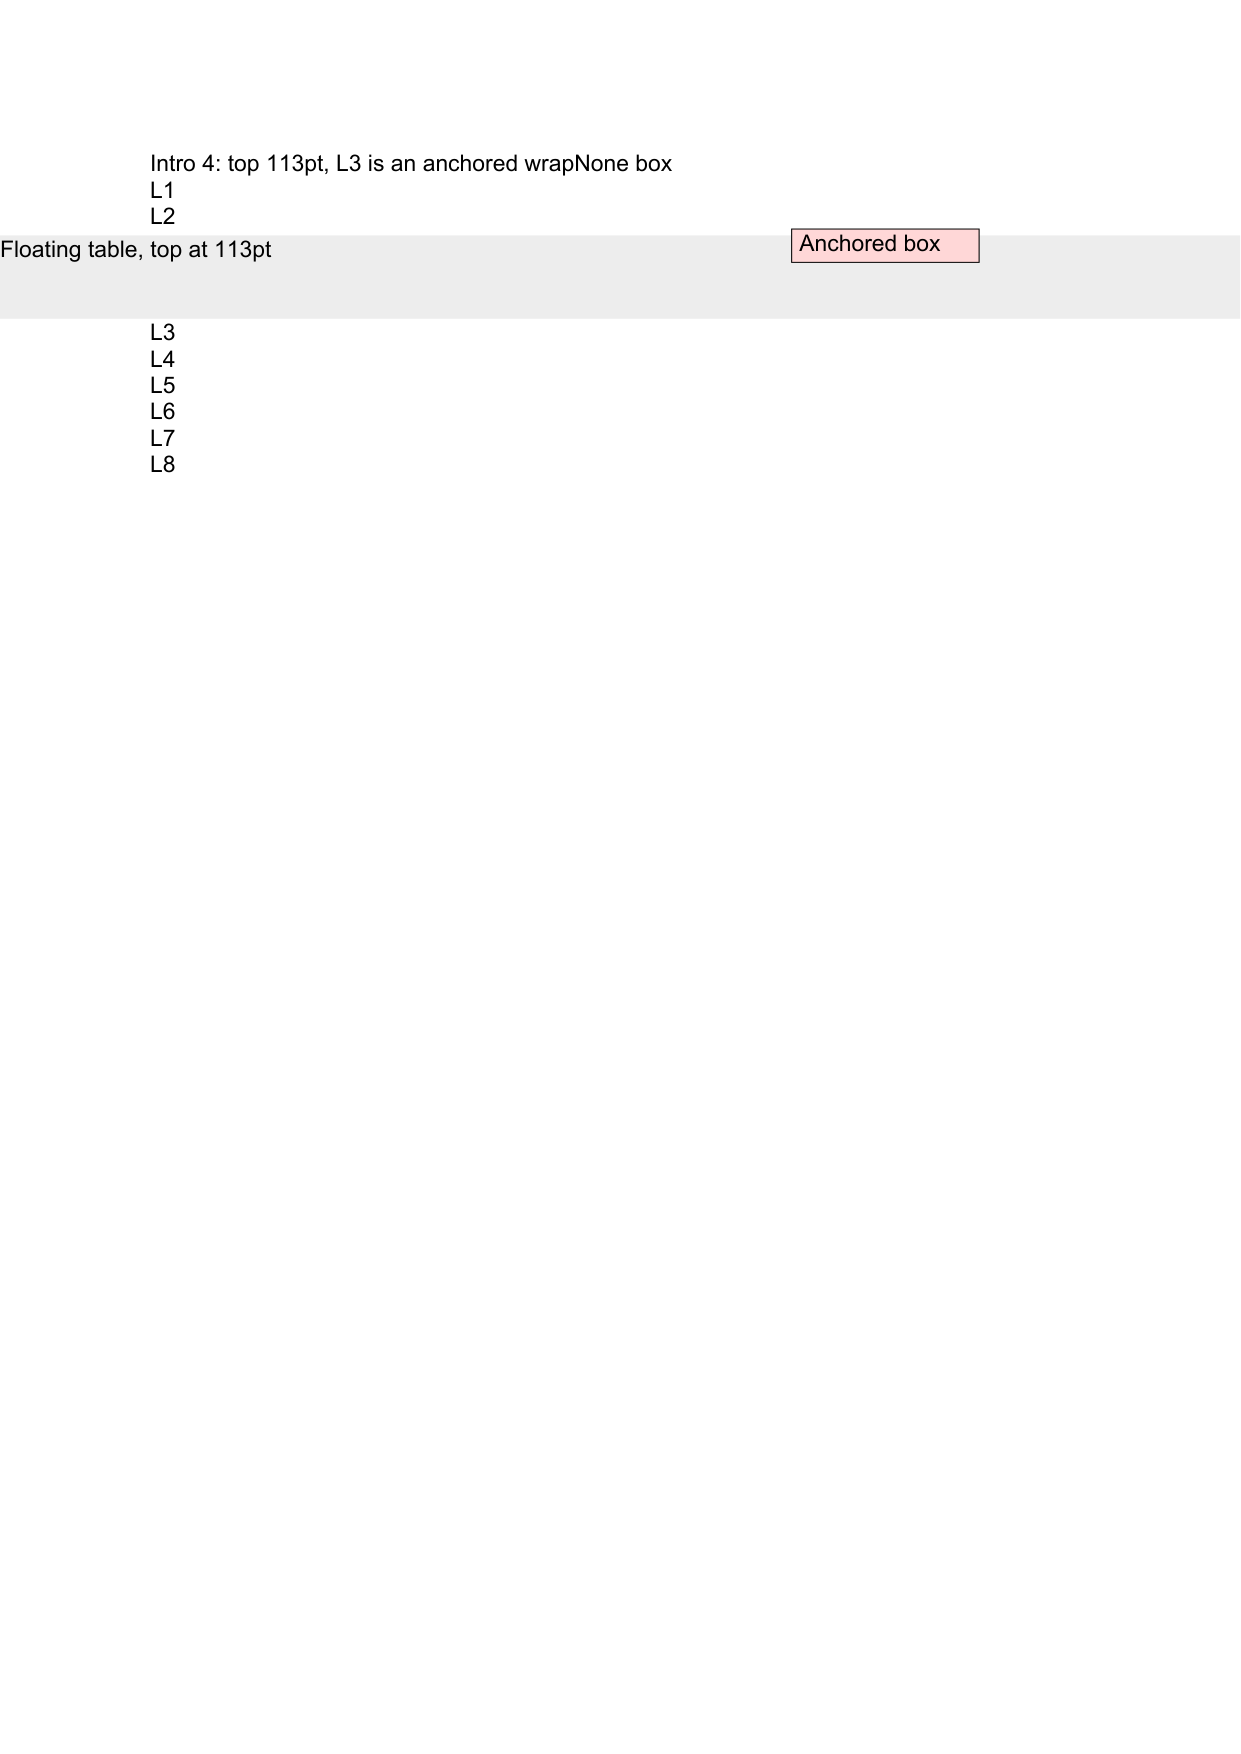 Intro 4: top 113pt, L3 is an anchored wrapNone box
L1
L2
Floating table, top at 113pt
Anchored box
L3
L4
L5
L6
L7
L8